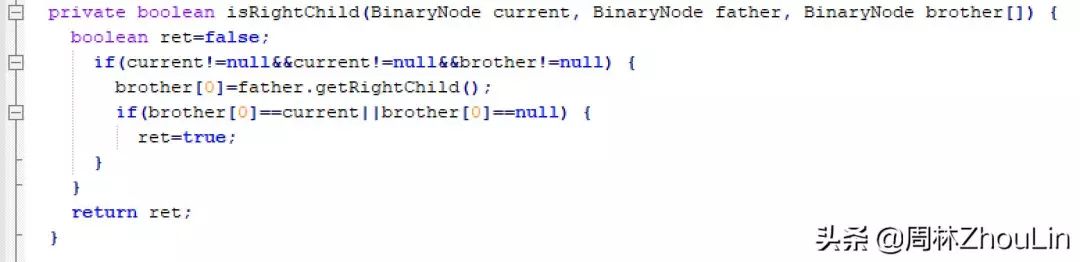 private boolean isRightChild(BinaryNode current, BinaryNode father, BinaryNode brother[]) {
boolean ret=false;
if(current!=null&&current!=null&&brother!=null) {
brother[0]=father.getRightChild();
if(brother[0]==current||brother[0]==null) {
ret=true;
}
}
return ret;
}
头条 @周林ZhouLin